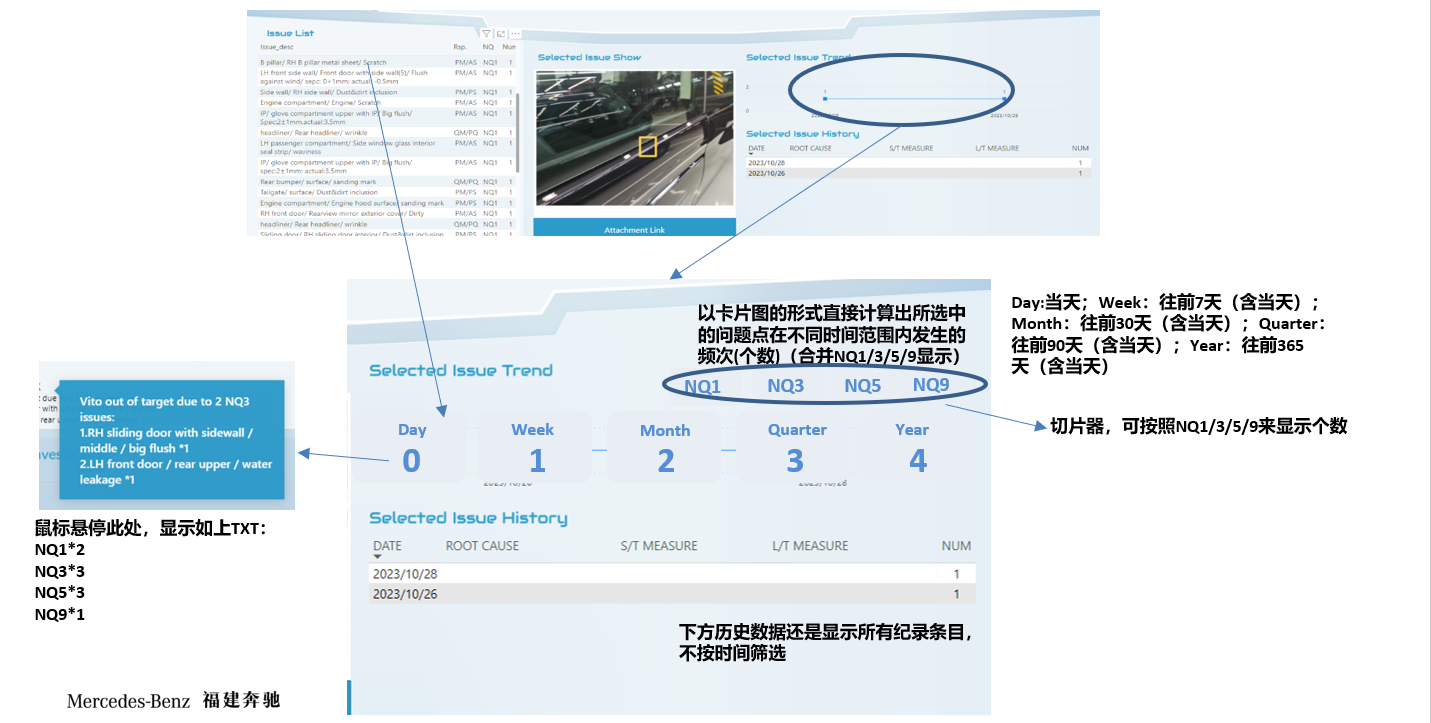 Issue List
Issue_desc Rsp. NQ Num
B pillar/ RH B pillar metal sheet/ Scratch PM/AS NQ1 1
LH front side wall/ Front door with side wall(S)/ Flush PM/AS NQ1 1
against wind/ sepc: 0+1mm; actual: -0.5mm
Side wall/ RH side wall/ Dust&dirt inclusion PM/PS NQ1 1
Engine compartment/ Engine/ Scratch PM/AS NQ1 1
IP/ glove compartment upper with IP/ Big flush/ PM/AS NQ1 1
Spec:2±1mm.actual:3.5mm
headliner/ Rear headliner/ wrinkle QM/PQ NQ1 1
LH passenger compartment/ Side window glass interior PM/AS NQ1 1
seal strip/ waviness
IP/ glove compartment upper with IP/ Big flush/ PM/AS NQ1 1
spec:2±1mm; actual:3.5mm
Rear bumper/ surface/ sanding mark QM/PQ NQ1 1
Tailgate/ surface/ Dust&dirt inclusion PM/PS NQ1 1
Engine compartment/ Engine hood surface/ sanding mark PM/PS NQ1 1
RH front door/ Rearview mirror exterior cover/ Dirty PM/AS NQ1 1
headliner/ Rear headliner/ wrinkle QM/PQ NQ1 1
Sliding door/ RH sliding door interior/ Dust&dirt inclusion PM/PS NQ1 1
Selected Issue Show
Attachment Link
Selected Issue Trend
2
1 1
0
2023/10/28
Selected Issue History
DATE ROOT CAUSE S/T MEASURE L/T MEASURE NUM
2023/10/28 1
2023/10/26 1
以卡片图的形式直接计算出所选中
的问题点在不同时间范围内发生的
频次(个数)（合并NQ1/3/5/9显示）
Selected Issue Trend
NQ1 NQ3 NQ5 NQ9
Day Week Month Quarter Year
0 1 2 3 4
2023/10/28
Selected Issue History
DATE ROOT CAUSE S/T MEASURE L/T MEASURE NUM
2023/10/28 1
2023/10/26 1
下方历史数据还是显示所有纪录条目，
不按时间筛选
Day:当天；Week：往前7天（含当天）；
Month：往前30天（含当天）；Quarter：
往前90天（含当天）；Year：往前365
天（含当天）
切片器，可按照NQ1/3/5/9来显示个数
Vito out of target due to 2 NQ3
issues:
1.RH sliding door with sidewall /
middle / big flush *1
2.LH front door / rear upper / water
leakage *1
鼠标悬停此处，显示如上TXT：
NQ1*2
NQ3*3
NQ5*3
NQ9*1
Mercedes-Benz 福建奔驰